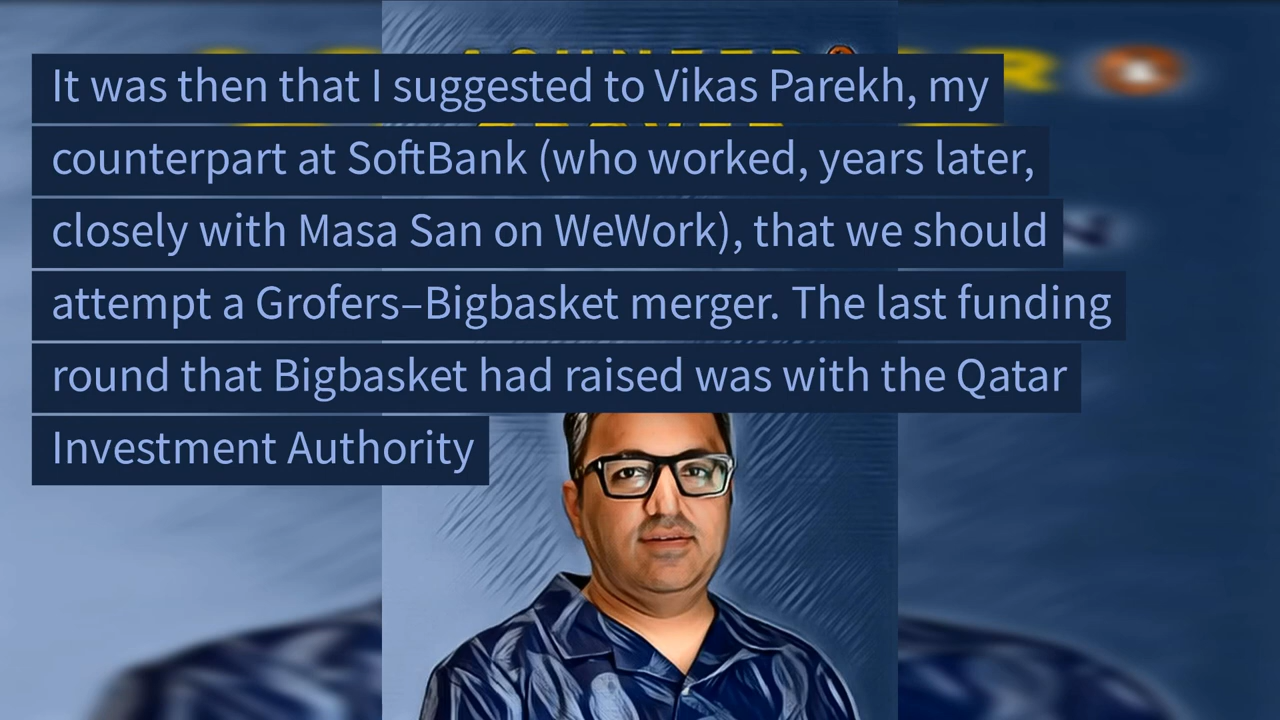 It was then that I suggested to Vikas Parekh, my
counterpart at SoftBank (who worked, years later,
closely with Masa San on WeWork), that we should
attempt a Grofers–Bigbasket merger. The last funding
round that Bigbasket had raised was with the Qatar
Investment Authority